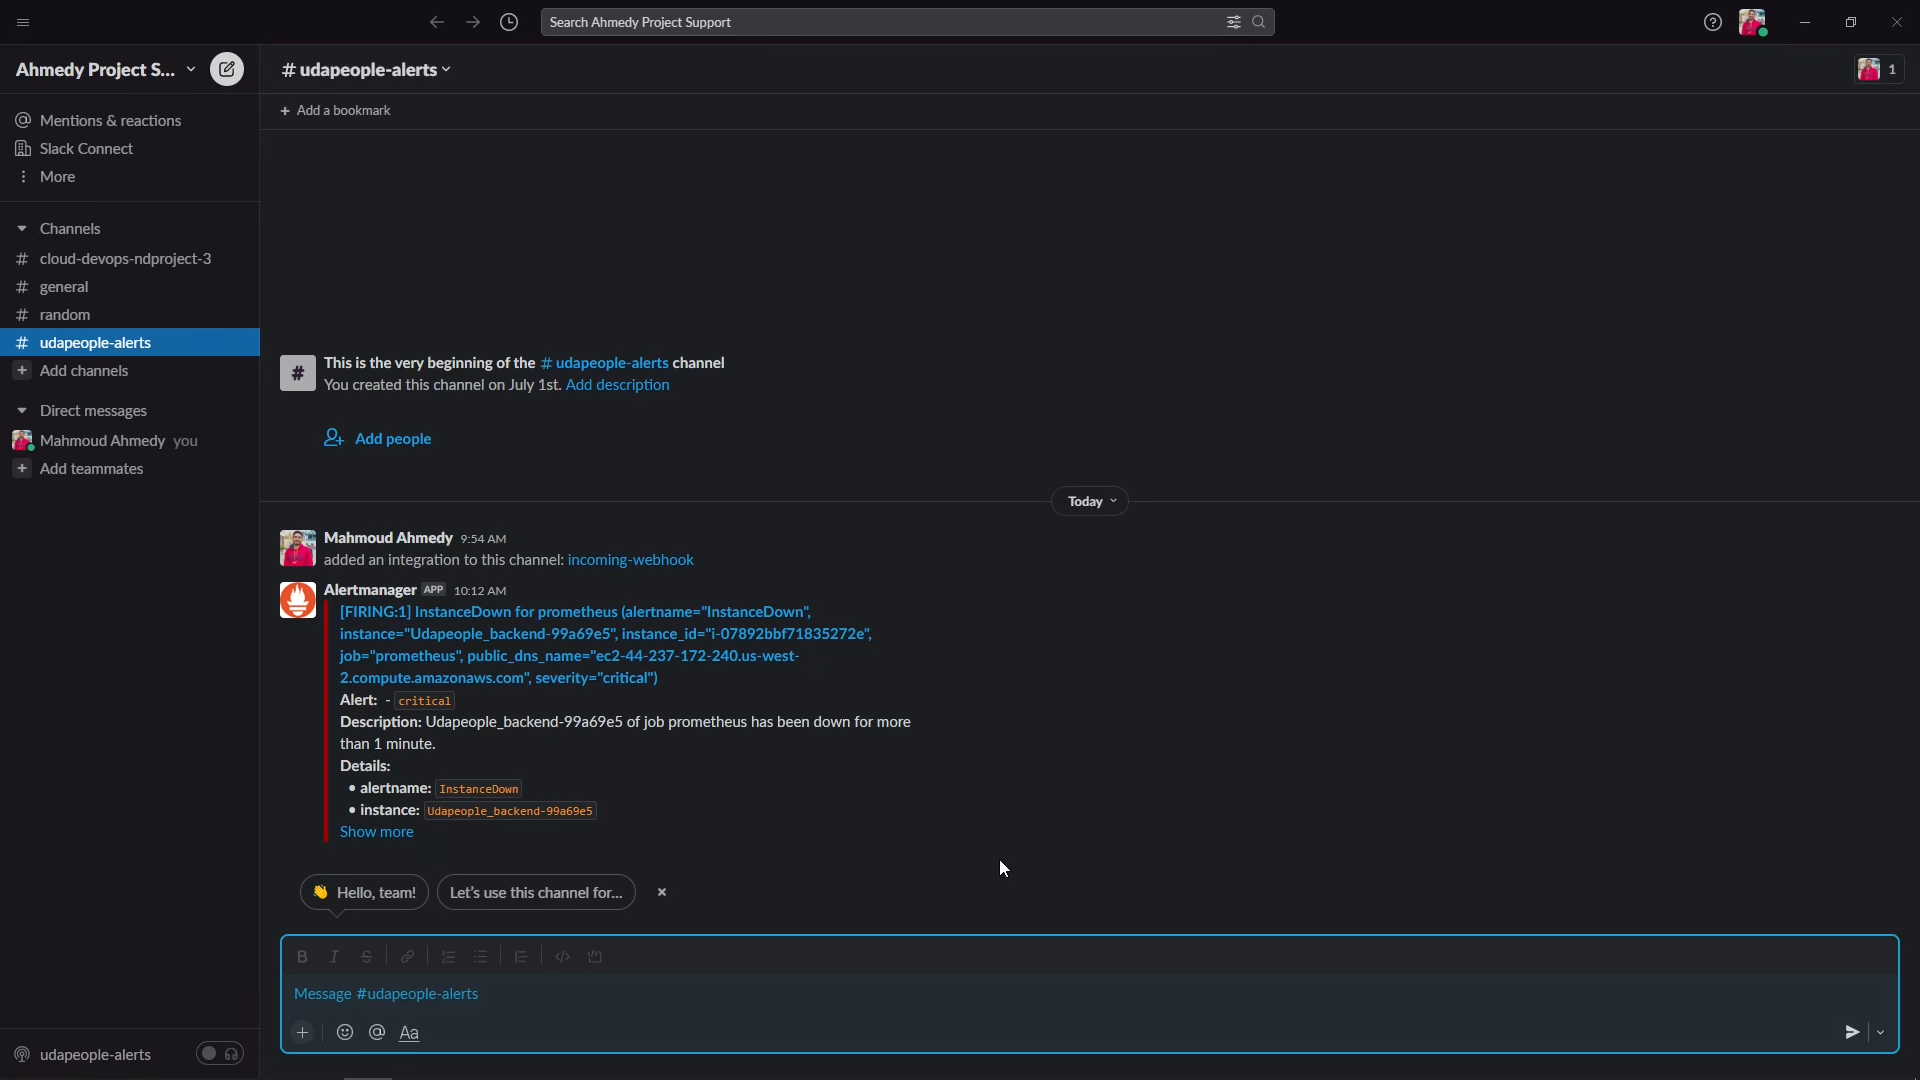 Search Ahmedy Project Support
Ahmedy Project S...
# udapeople-alerts
1
+ Add a bookmark
Mentions & reactions
Slack Connect
More
Channels
# cloud-devops-ndproject-3
# general
# random
# udapeople-alerts
+ Add channels
Direct messages
Mahmoud Ahmedy you
+ Add teammates
udapeople-alerts
# This is the very beginning of the # udapeople-alerts channel
You created this channel on July 1st. Add description
Add people
Today
Mahmoud Ahmedy 9:54 AM
added an integration to this channel: incoming-webhook
Alertmanager APP 10:12 AM
[FIRING:1] InstanceDown for prometheus (alertname="InstanceDown",
instance="Udapeople_backend-99a69e5", instance_id="i-07892bbf71835272e",
job="prometheus", public_dns_name="ec2-44-237-172-240.us-west-
2.compute.amazonaws.com", severity="critical")
Alert: - critical
Description: Udapeople_backend-99a69e5 of job prometheus has been down for more
than 1 minute.
Details:
• alertname: InstanceDown
• instance: Udapeople_backend-99a69e5
Show more
👋 Hello, team! Let's use this channel for...
B I S
Message #udapeople-alerts
+ @ Aa